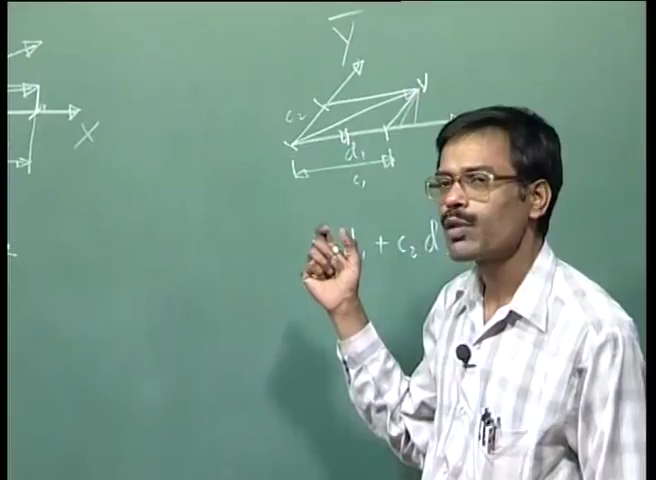 Y
V
C₂
X
d₁
C₁
+ C₂ d